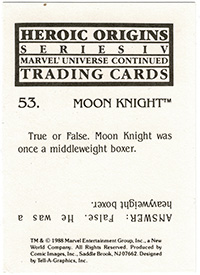 HEROIC ORIGINS
SERIES IV
MARVEL UNIVERSE CONTINUED
TRADING CARDS
53. MOON KNIGHT™
True or False. Moon Knight was
once a middleweight boxer.
ANSWER: False. He was a
heavyweight boxer.
TM & © 1988 Marvel Entertainment Group, Inc., a New
World Company. All Rights Reserved. Produced by
Comic Images, Inc., Saddle Brook, NJ 07662. Designed
by Tell-A-Graphics, Inc.